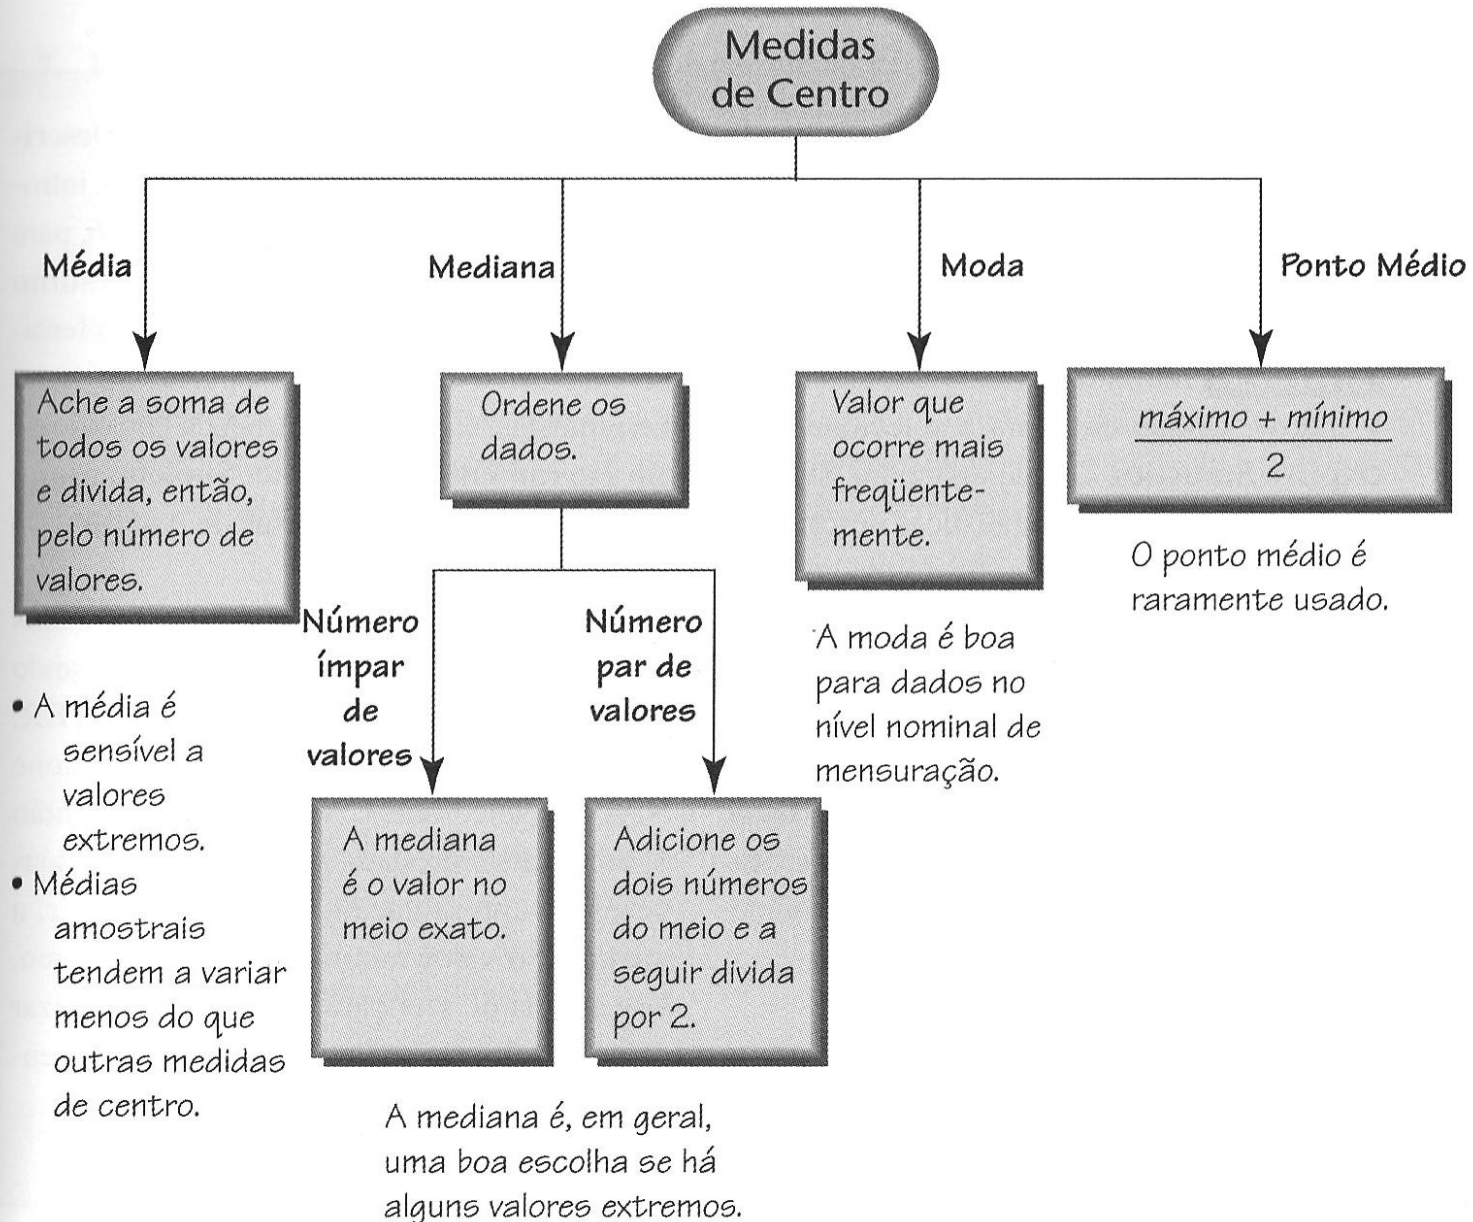 Medidas
de Centro
Média
Mediana
Moda
Ponto Médio
Ache a soma de
todos os valores
e divida, então,
pelo número de
valores.
Ordene os
dados.
Valor que
ocorre mais
freqüente-
mente.
máximo + mínimo
2
O ponto médio é
raramente usado.
Número
ímpar
de
valores
Número
par de
valores
A moda é boa
para dados no
nível nominal de
mensuração.
• A média é
sensível a
valores
extremos.
• Médias
amostrais
tendem a variar
menos do que
outras medidas
de centro.
A mediana
é o valor no
meio exato.
Adicione os
dois números
do meio e a
seguir divida
por 2.
A mediana é, em geral,
uma boa escolha se há
alguns valores extremos.